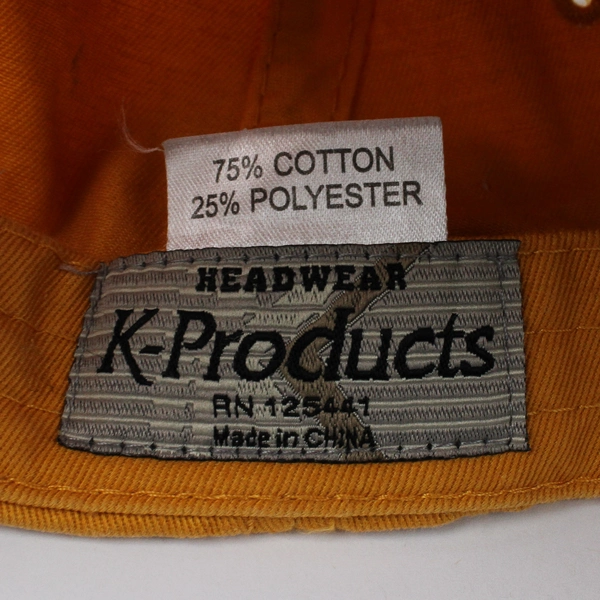 75% COTTON
25% POLYESTER
HEADWEAR
K-Products
RN 125441
Made in CHINA